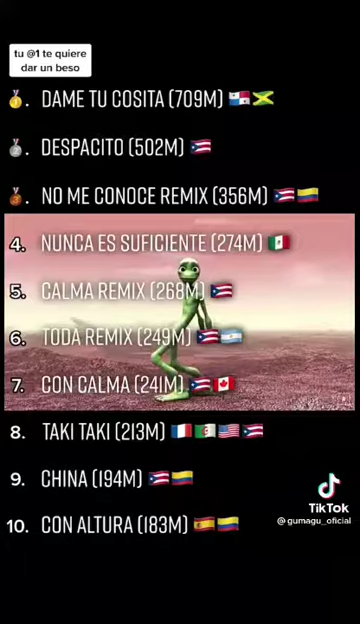 tu @1 te quiere
dar un beso
🥇. DAME TU COSITA (709M) 🇵🇦🇯🇲
🥈. DESPACITO (502M) 🇵🇷
🥉. NO ME CONOCE REMIX (356M) 🇵🇷🇨🇴
4. NUNCA ES SUFICIENTE (274M) 🇲🇽
5. CALMA REMIX (268M) 🇵🇷
6. TODA REMIX (249M) 🇵🇷🇦🇷
7. CON CALMA (241M) 🇵🇷🇨🇦
8. TAKI TAKI (213M) 🇫🇷🇩🇿🇺🇸🇵🇷
9. CHINA (194M) 🇵🇷🇨🇴
10. CON ALTURA (183M) 🇪🇸🇨🇴
TikTok
@gumagu_oficial